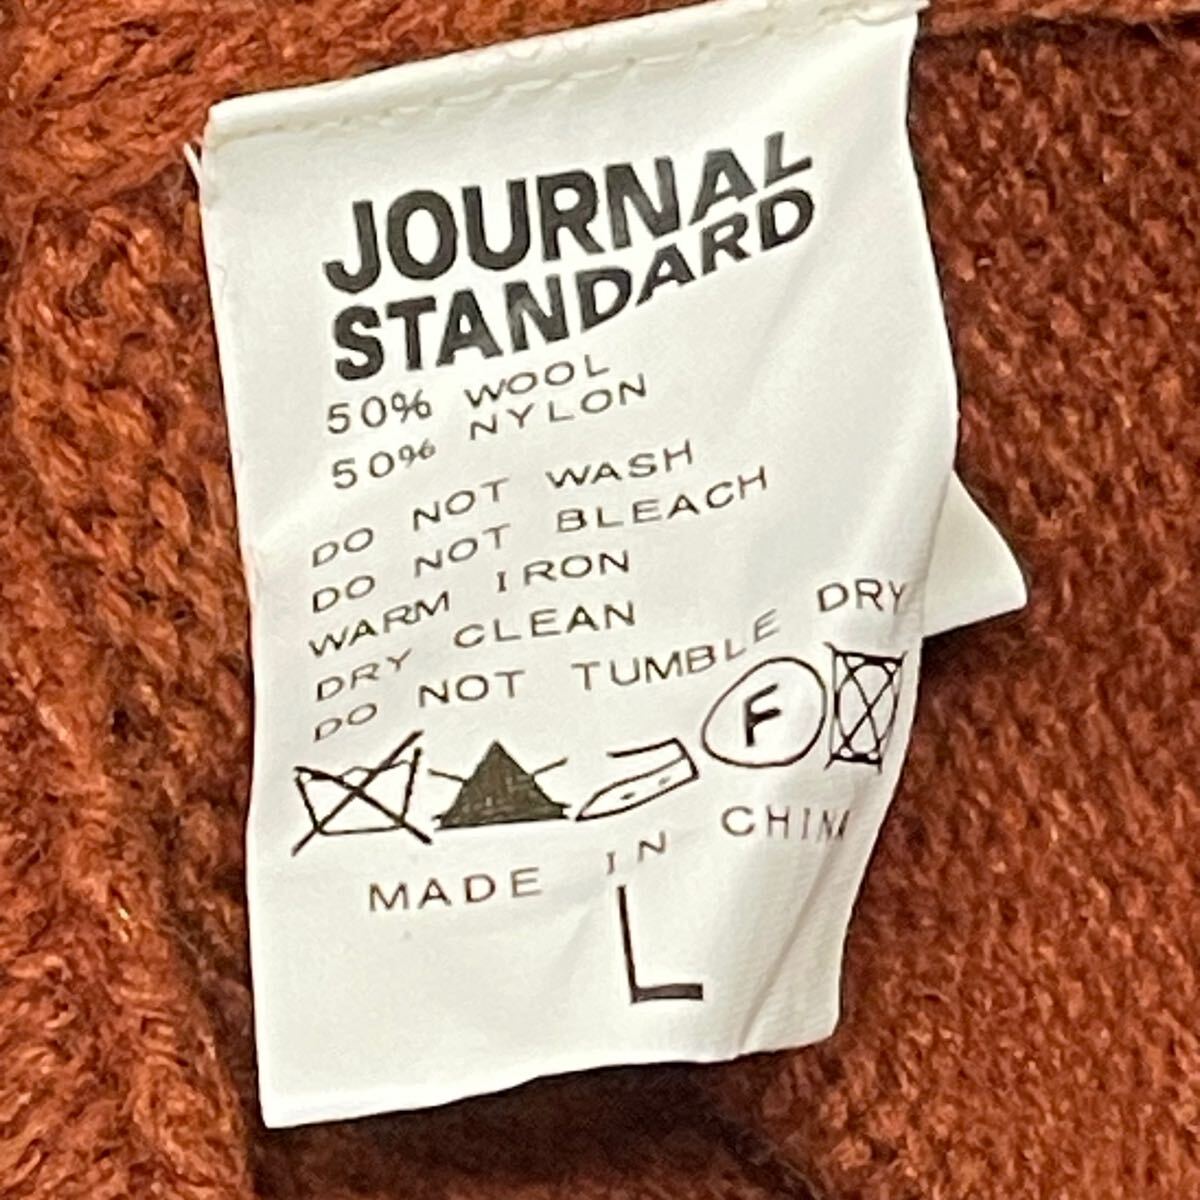 JOURNAL
STANDARD
50% WOOL
50% NYLON
DO NOT WASH
DO NOT BLEACH
WARM IRON
DRY CLEAN
DO NOT TUMBLE DRY
F
MADE IN CHINA
L